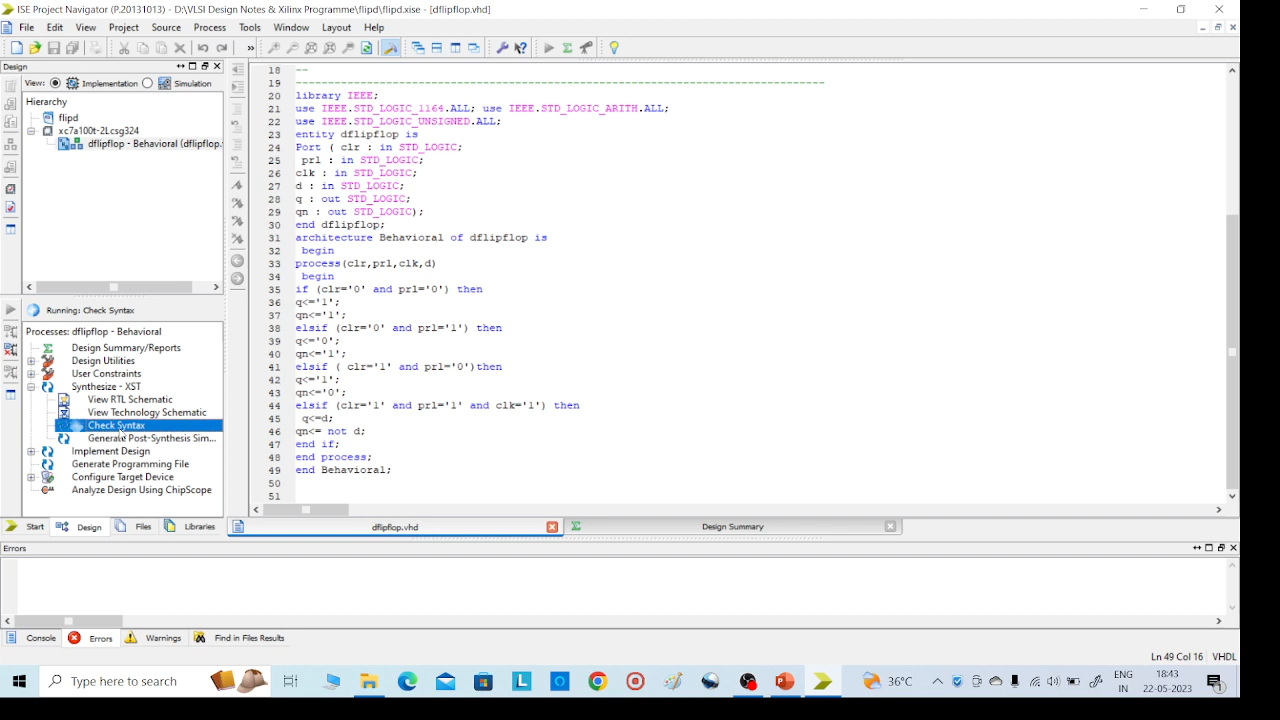 ISE Project Navigator (P.20131013) - D:\VLSI Design Notes & Xilinx Programme\flipd\flipd.xise - [dflipflop.vhd]
File Edit View Project Source Process Tools Window Layout Help
»
Design
View: Implementation Simulation
Hierarchy
flipd
xc7a100t-2Lcsg324
dflipflop - Behavioral (dflipflop.
Running: Check Syntax
Processes: dflipflop - Behavioral
Design Summary/Reports
Design Utilities
User Constraints
Synthesize - XST
View RTL Schematic
View Technology Schematic
Check Syntax
Generate Post-Synthesis Sim...
Implement Design
Generate Programming File
Configure Target Device
Analyze Design Using ChipScope
Start Design Files Libraries
18 --
19 ----------------------------------------------------------------------------------
20 library IEEE;
21 use IEEE.STD_LOGIC_1164.ALL; use IEEE.STD_LOGIC_ARITH.ALL;
22 use IEEE.STD_LOGIC_UNSIGNED.ALL;
23 entity dflipflop is
24 Port ( clr : in STD_LOGIC;
25 prl : in STD_LOGIC;
26 clk : in STD_LOGIC;
27 d : in STD_LOGIC;
28 q : out STD_LOGIC;
29 qn : out STD_LOGIC);
30 end dflipflop;
31 architecture Behavioral of dflipflop is
32 begin
33 process(clr,prl,clk,d)
34 begin
35 if (clr='0' and prl='0') then
36 q<='1';
37 qn<='1';
38 elsif (clr='0' and prl='1') then
39 q<='0';
40 qn<='1';
41 elsif ( clr='1' and prl='0')then
42 q<='1';
43 qn<='0';
44 elsif (clr='1' and prl='1' and clk='1') then
45 q<=d;
46 qn<= not d;
47 end if;
48 end process;
49 end Behavioral;
50
51
dflipflop.vhd Design Summary
Errors
Console Errors Warnings Find in Files Results
Ln 49 Col 16 VHDL
Type here to search
36°C
ENG
IN
18:43
22-05-2023
1